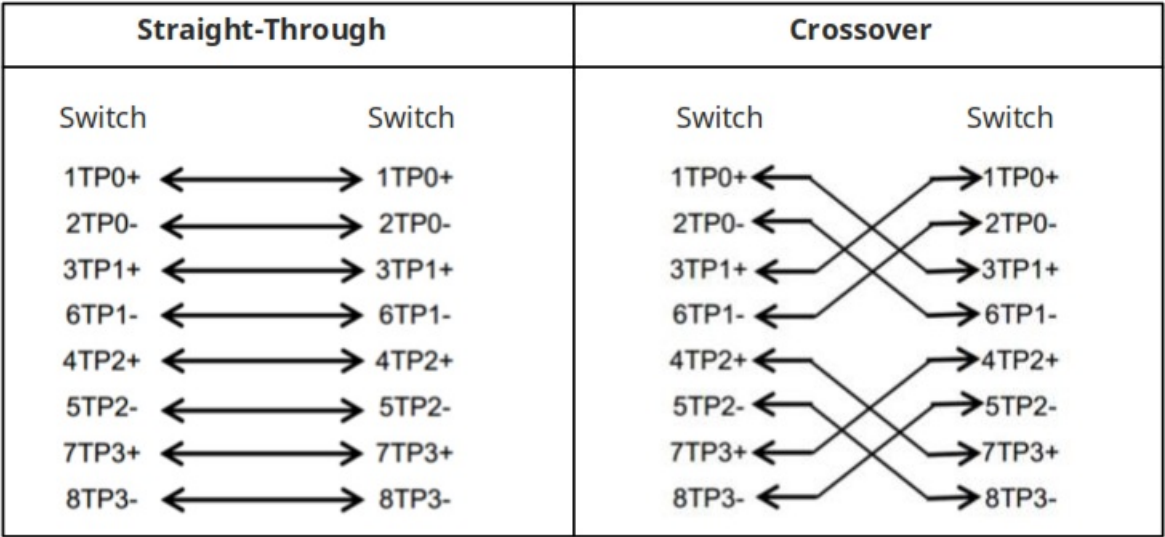 Straight-Through
Crossover
Switch Switch
1TP0+ 1TP0+
2TP0- 2TP0-
3TP1+ 3TP1+
6TP1- 6TP1-
4TP2+ 4TP2+
5TP2- 5TP2-
7TP3+ 7TP3+
8TP3- 8TP3-
Switch Switch
1TP0+ 1TP0+
2TP0- 2TP0-
3TP1+ 3TP1+
6TP1- 6TP1-
4TP2+ 4TP2+
5TP2- 5TP2-
7TP3+ 7TP3+
8TP3- 8TP3-